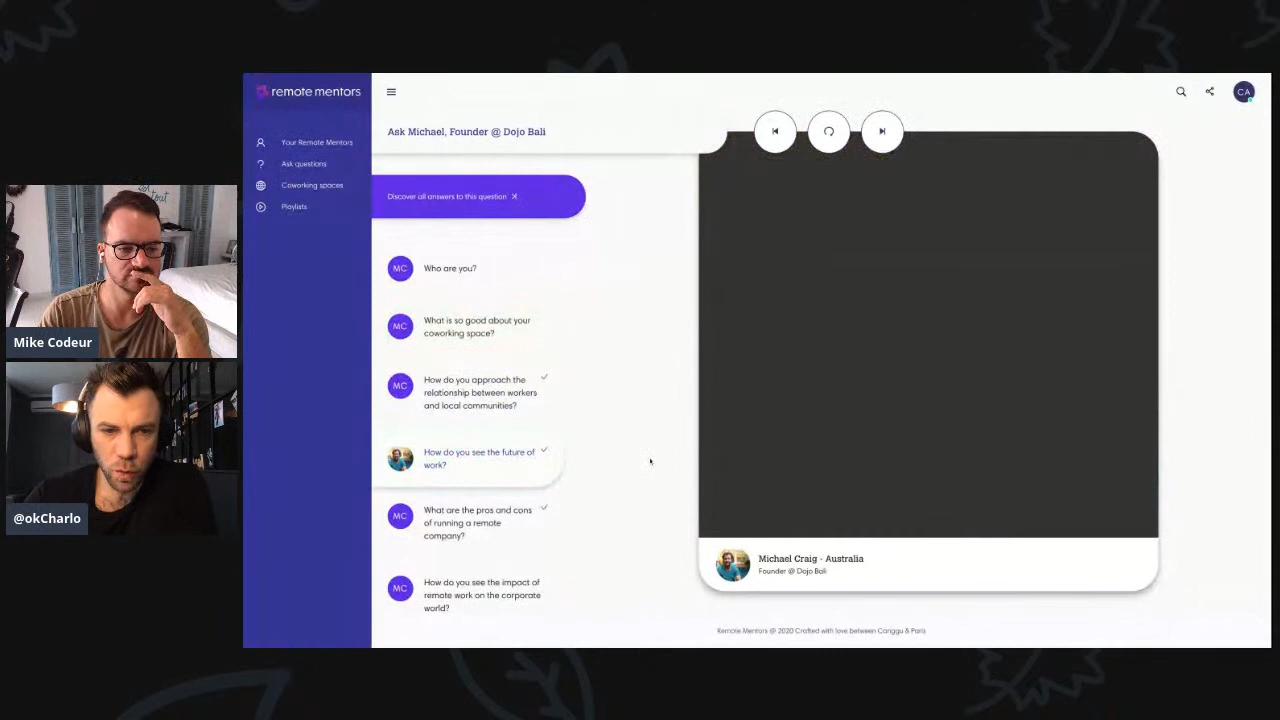 remote mentors
CA
Your Remote Mentors
Ask questions
Coworking spaces
Playlists
Ask Michael, Founder @ Dojo Bali
Discover all answers to this question
MC
Who are you?
MC
What is so good about your
coworking space?
MC
How do you approach the
relationship between workers
and local communities?
How do you see the future of
work?
MC
What are the pros and cons
of running a remote
company?
MC
How do you see the impact of
remote work on the corporate
world?
Michael Craig - Australia
Founder @ Dojo Bali
Remote Mentors @ 2020 Crafted with love between Canggu & Paris
tout
Mike Codeur
@okCharlo